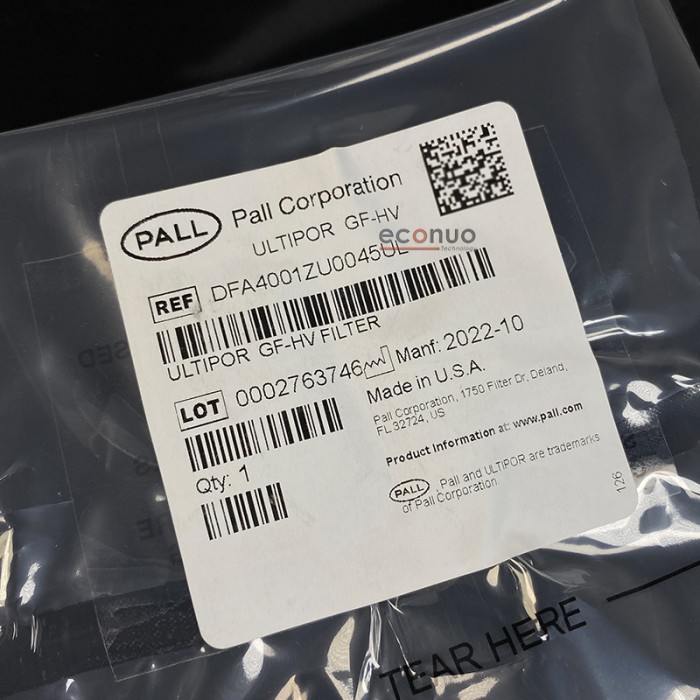 PALL
Pall Corporation
ULTIPOR GF-HV
econuo
Technology
REF DFA4001ZU0045UL
ULTIPOR GF-HV FILTER
LOT 0002763746
Manf: 2022-10
Made in U.S.A.
Pall Corporation, 1750 Filter Dr, Deland,
FL 32724, US
Qty: 1
Product Information at: www.pall.com
PALL, Pall and ULTIPOR are trademarks
of Pall Corporation.
126
TEAR HERE